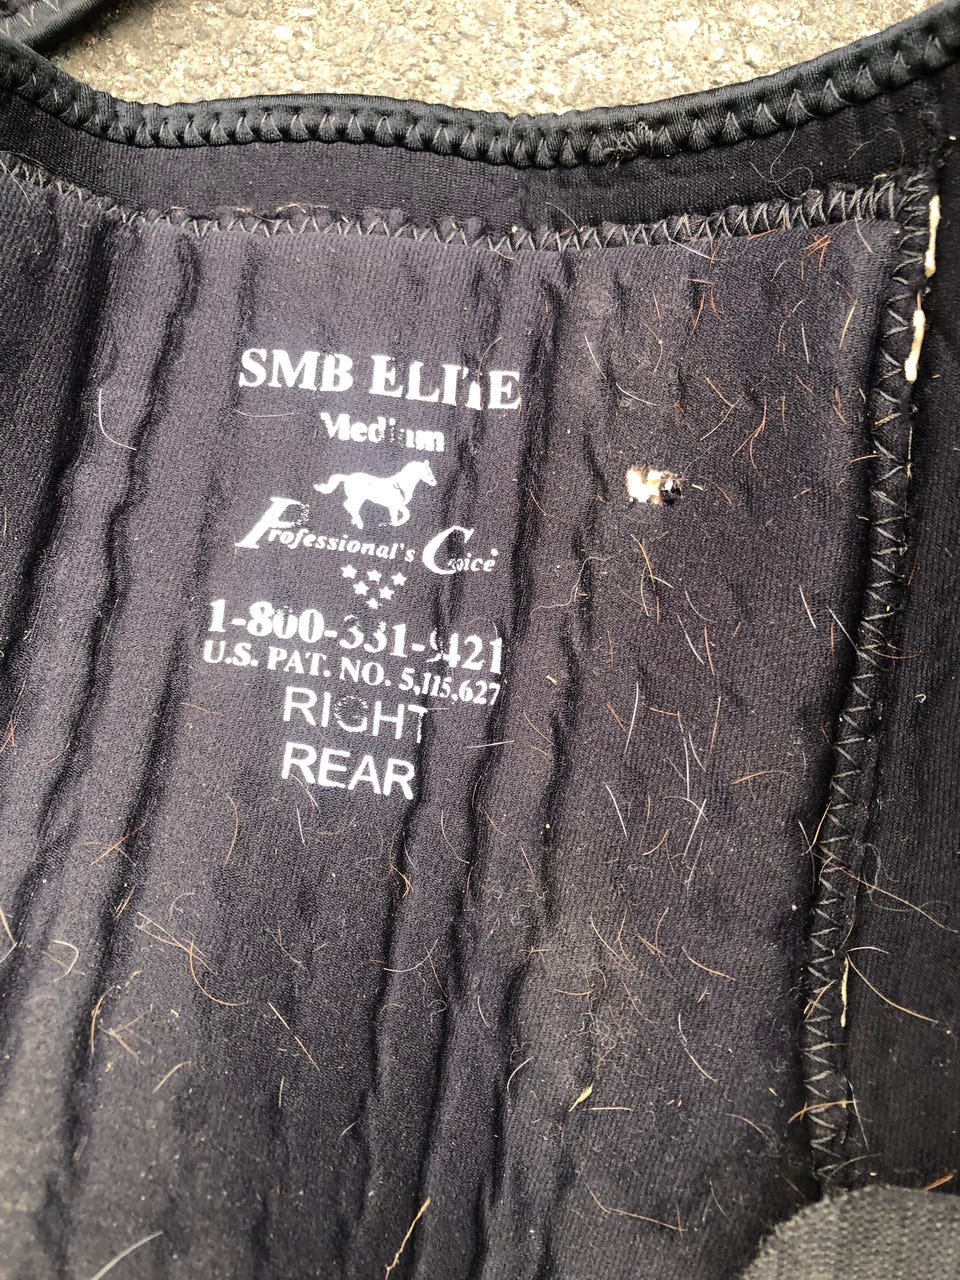 SMB ELITE
Medium
Professional's Choice
1-800-331-9421
U.S. PAT. NO. 5,115,627
RIGHT
REAR